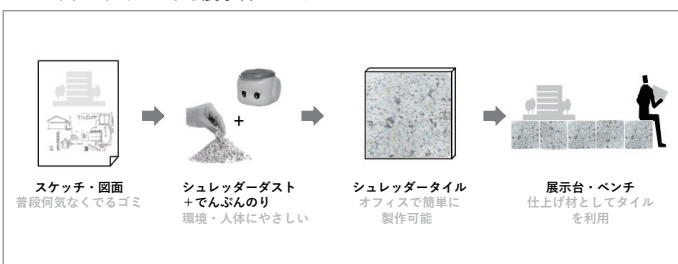 スケッチ・図面
普段何気なくでるゴミ
+
シュレッダーダスト
＋でんぷんのり
環境・人体にやさしい
シュレッダータイル
オフィスで簡単に
製作可能
展示台・ベンチ
仕上げ材としてタイル
を利用